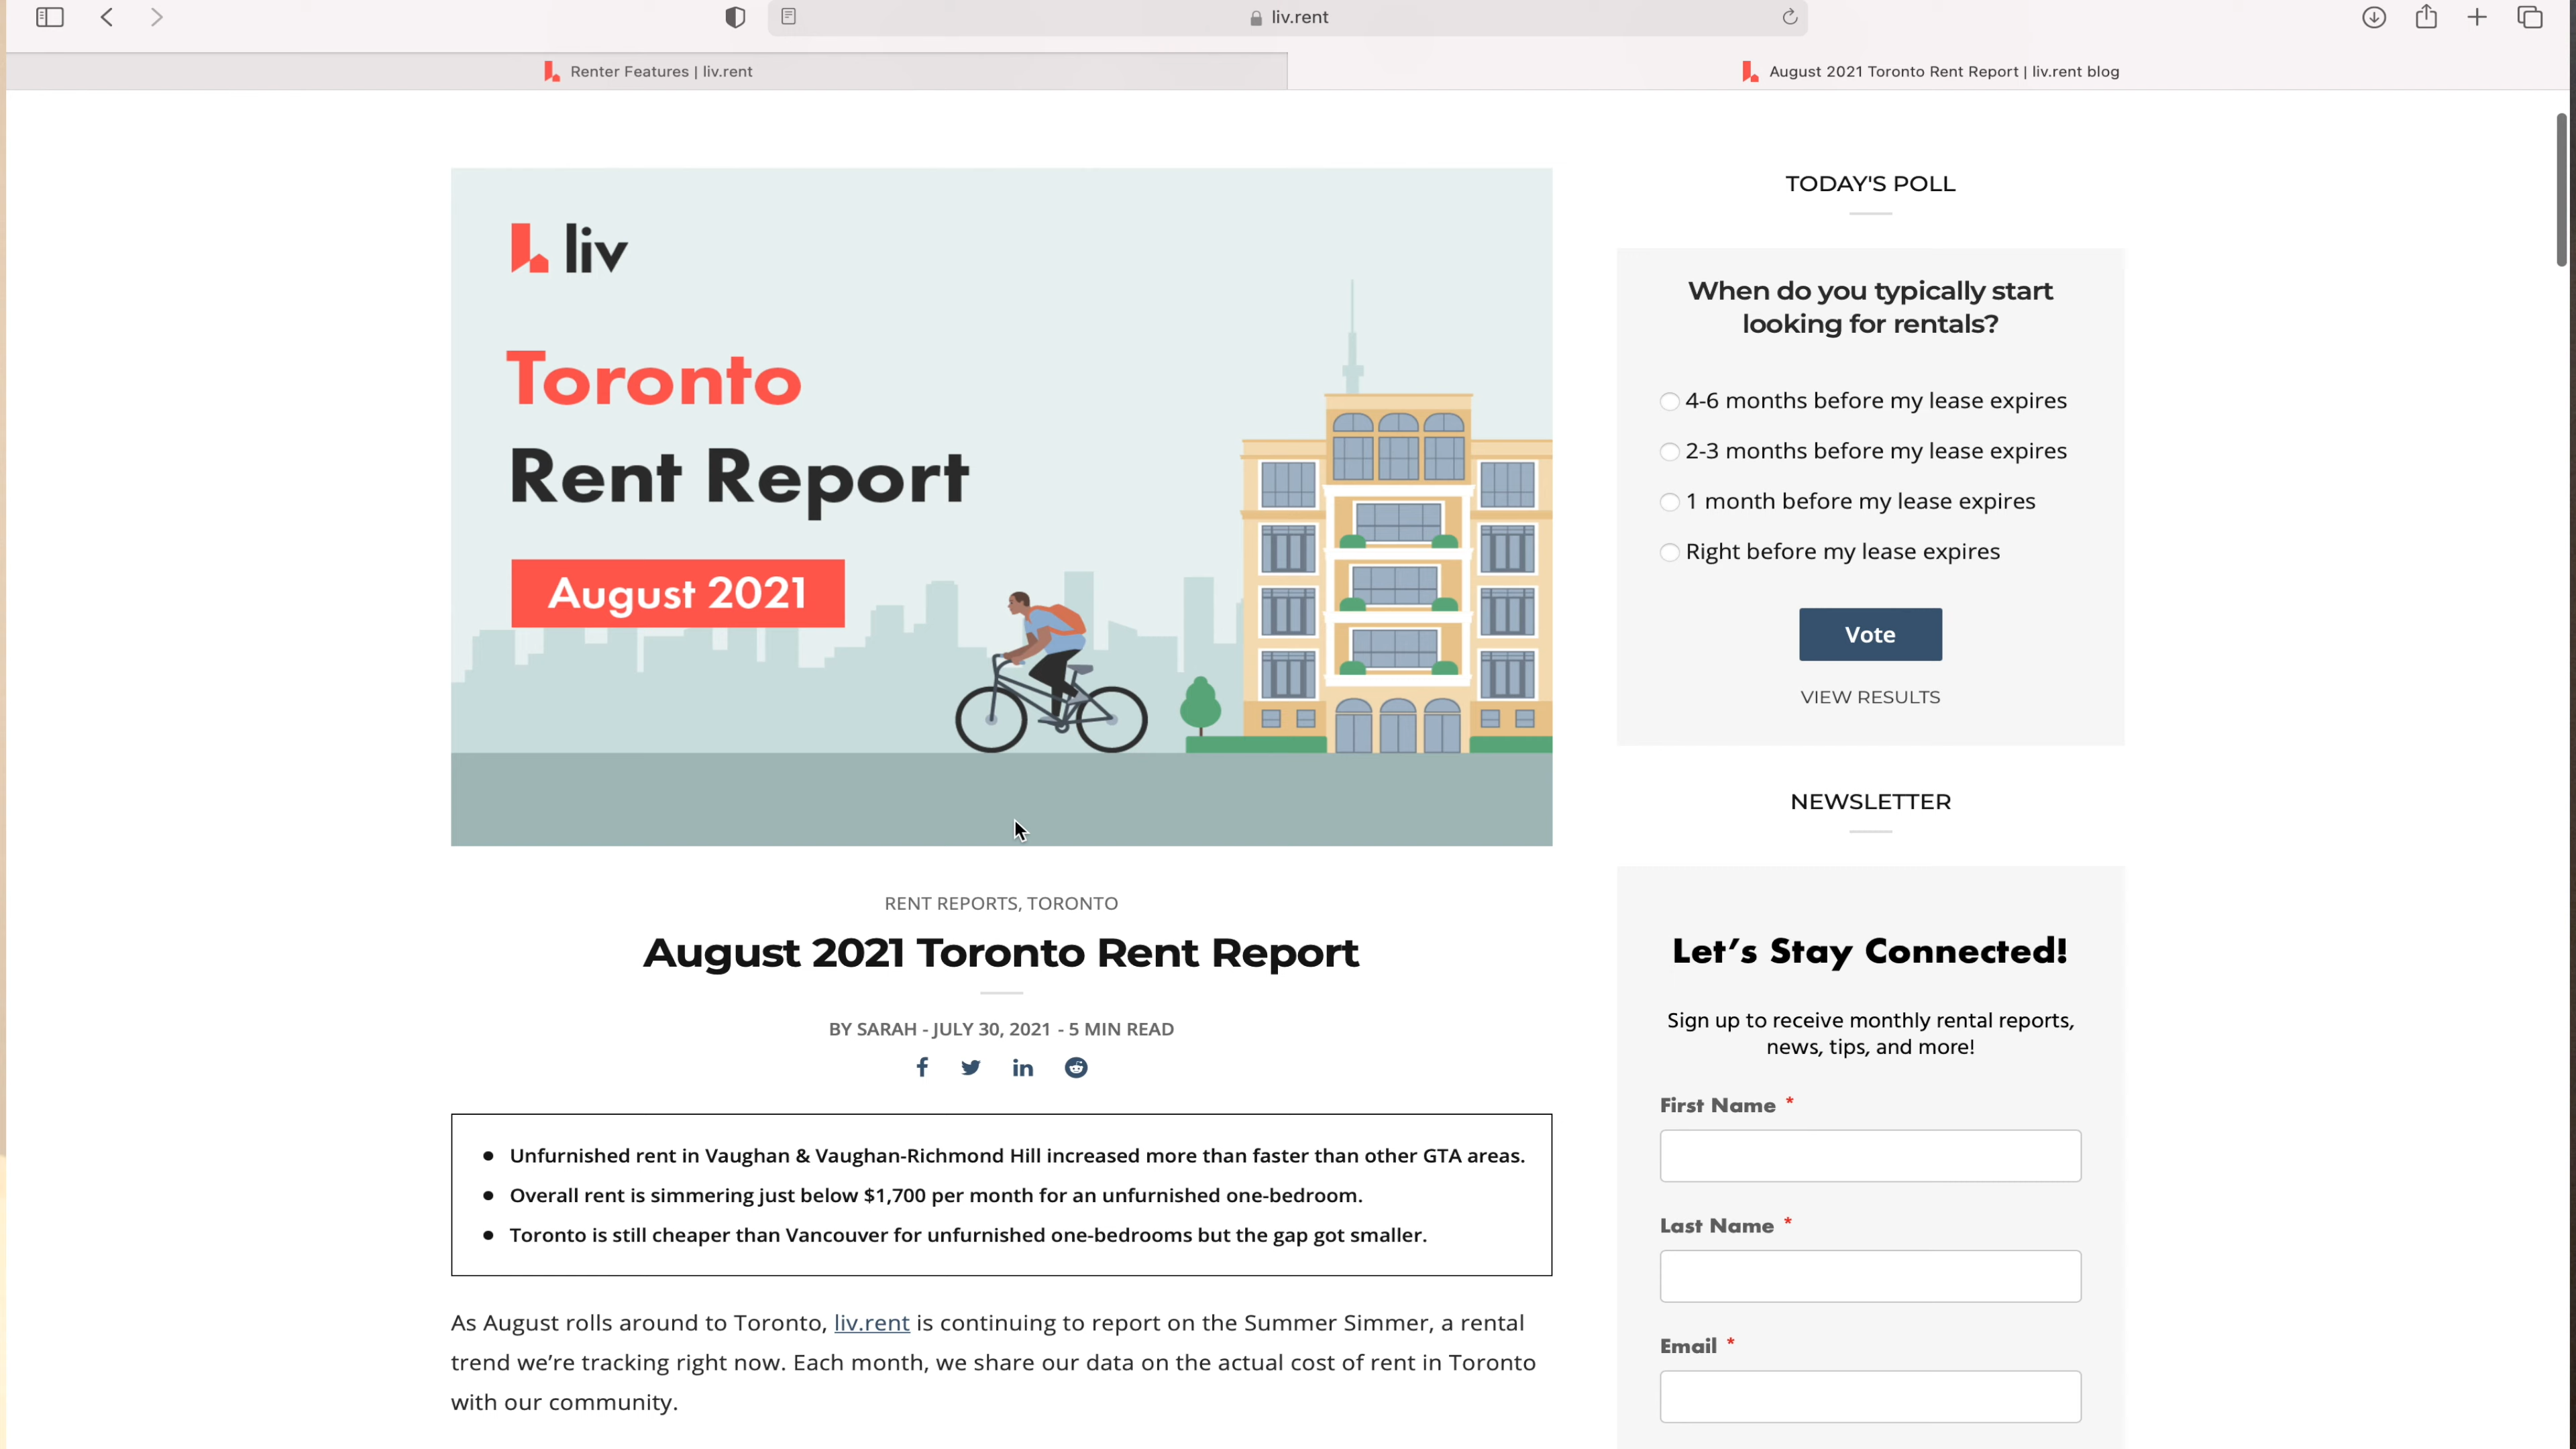 liv.rent
Renter Features | liv.rent
August 2021 Toronto Rent Report | liv.rent blog
liv
Toronto
Rent Report
August 2021
RENT REPORTS, TORONTO
August 2021 Toronto Rent Report
BY SARAH - JULY 30, 2021 - 5 MIN READ
Unfurnished rent in Vaughan & Vaughan-Richmond Hill increased more than faster than other GTA areas.
Overall rent is simmering just below $1,700 per month for an unfurnished one-bedroom.
Toronto is still cheaper than Vancouver for unfurnished one-bedrooms but the gap got smaller.
As August rolls around to Toronto, liv.rent is continuing to report on the Summer Simmer, a rental
trend we’re tracking right now. Each month, we share our data on the actual cost of rent in Toronto
with our community.
TODAY'S POLL
When do you typically start
looking for rentals?
4-6 months before my lease expires
2-3 months before my lease expires
1 month before my lease expires
Right before my lease expires
Vote
VIEW RESULTS
NEWSLETTER
Let’s Stay Connected!
Sign up to receive monthly rental reports,
news, tips, and more!
First Name *
Last Name *
Email *